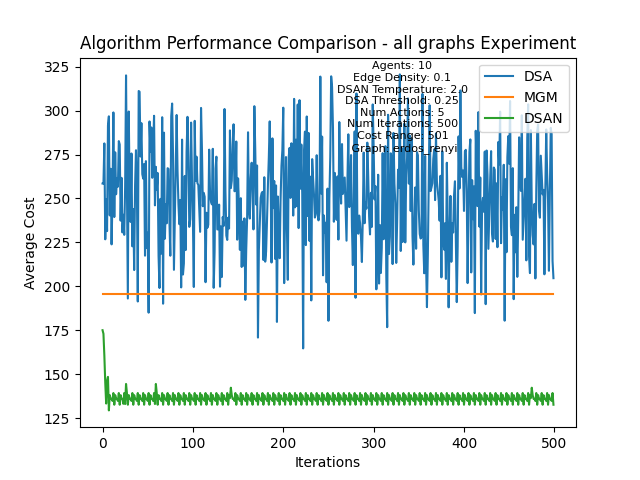 Algorithm Performance Comparison - all graphs Experiment
Agents: 10
Edge Density: 0.1
DSAN Temperature: 2.0
DSA Threshold: 0.25
Num Actions: 5
Num Iterations: 500
Cost Range: 501
Graph: erdos_renyi
DSA
MGM
DSAN
Average Cost
325
300
275
250
225
200
175
150
125
0
100
200
300
400
500
Iterations